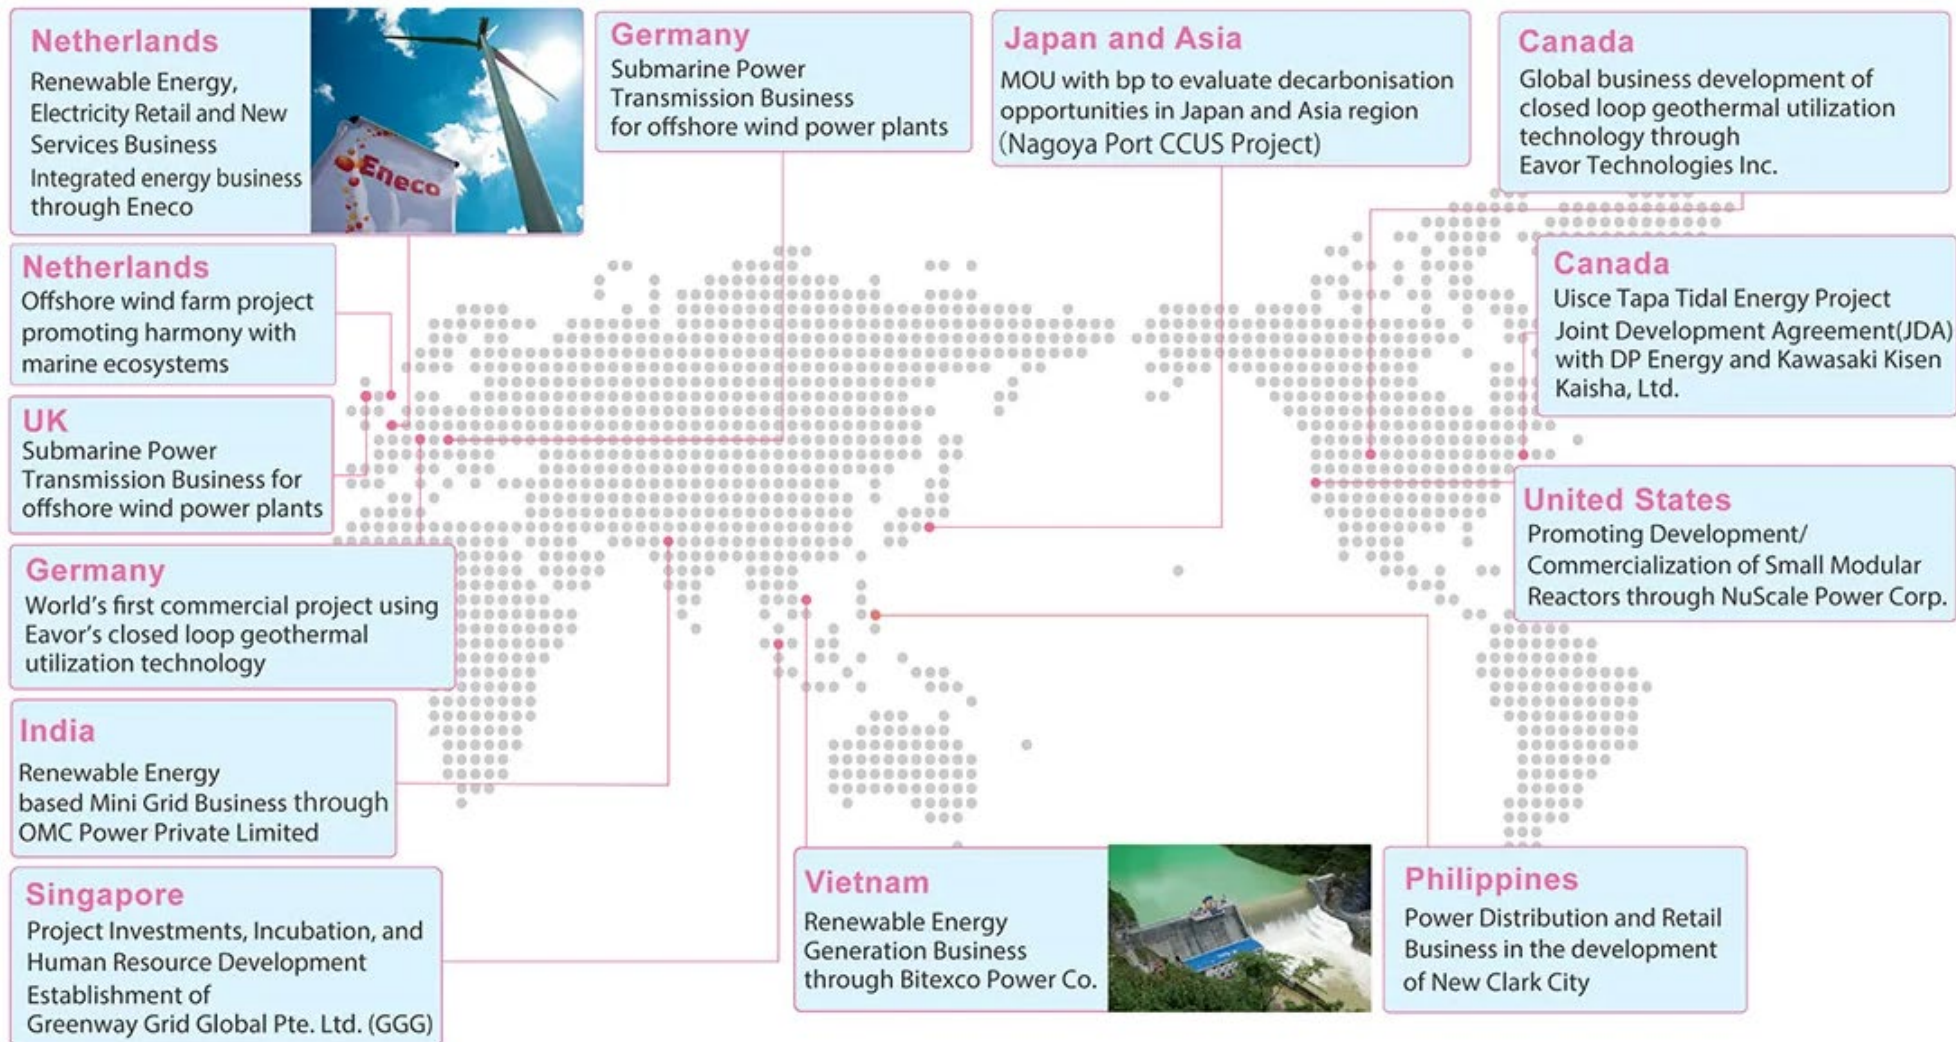 Netherlands
Renewable Energy,
Electricity Retail and New
Services Business
Integrated energy business
through Eneco
Eneco
Germany
Submarine Power
Transmission Business
for offshore wind power plants
Japan and Asia
MOU with bp to evaluate decarbonisation
opportunities in Japan and Asia region
(Nagoya Port CCUS Project)
Canada
Global business development of
closed loop geothermal utilization
technology through
Eavor Technologies Inc.
Netherlands
Offshore wind farm project
promoting harmony with
marine ecosystems
Canada
Uisce Tapa Tidal Energy Project
Joint Development Agreement(JDA)
with DP Energy and Kawasaki Kisen
Kaisha, Ltd.
UK
Submarine Power
Transmission Business for
offshore wind power plants
United States
Promoting Development/
Commercialization of Small Modular
Reactors through NuScale Power Corp.
Germany
World's first commercial project using
Eavor's closed loop geothermal
utilization technology
India
Renewable Energy
based Mini Grid Business through
OMC Power Private Limited
Singapore
Project Investments, Incubation, and
Human Resource Development
Establishment of
Greenway Grid Global Pte. Ltd. (GGG)
Vietnam
Renewable Energy
Generation Business
through Bitexco Power Co.
Philippines
Power Distribution and Retail
Business in the development
of New Clark City